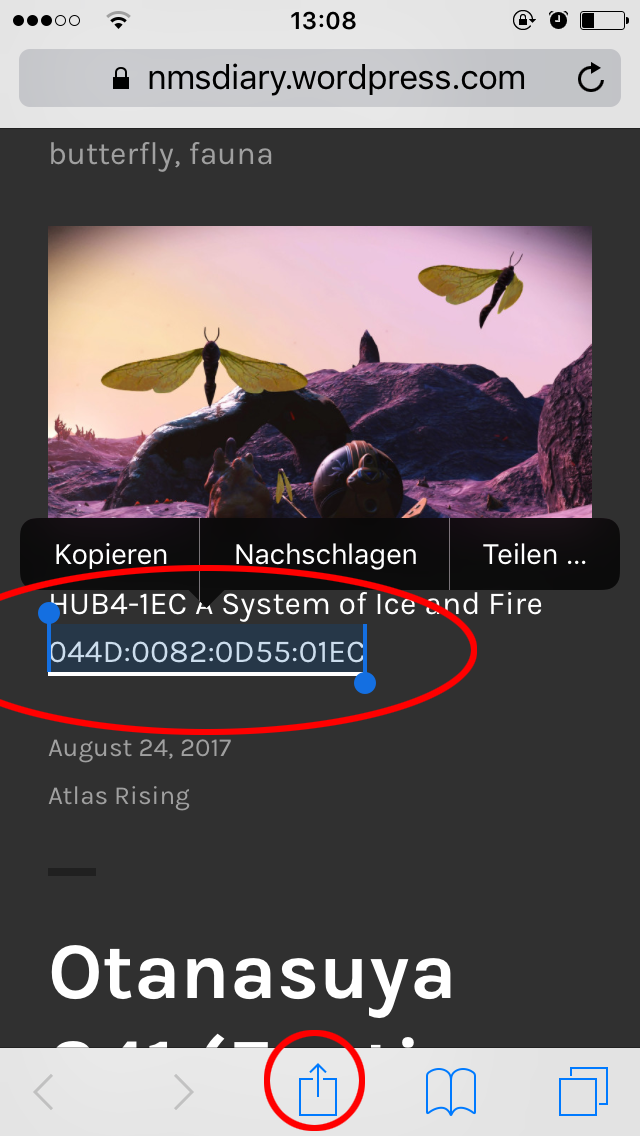 13:08
nmsdiary.wordpress.com
butterfly, fauna
Kopieren Nachschlagen Teilen ...
HUB4-1EC A System of Ice and Fire
044D:0082:0D55:01EC
August 24, 2017
Atlas Rising
Otanasuya